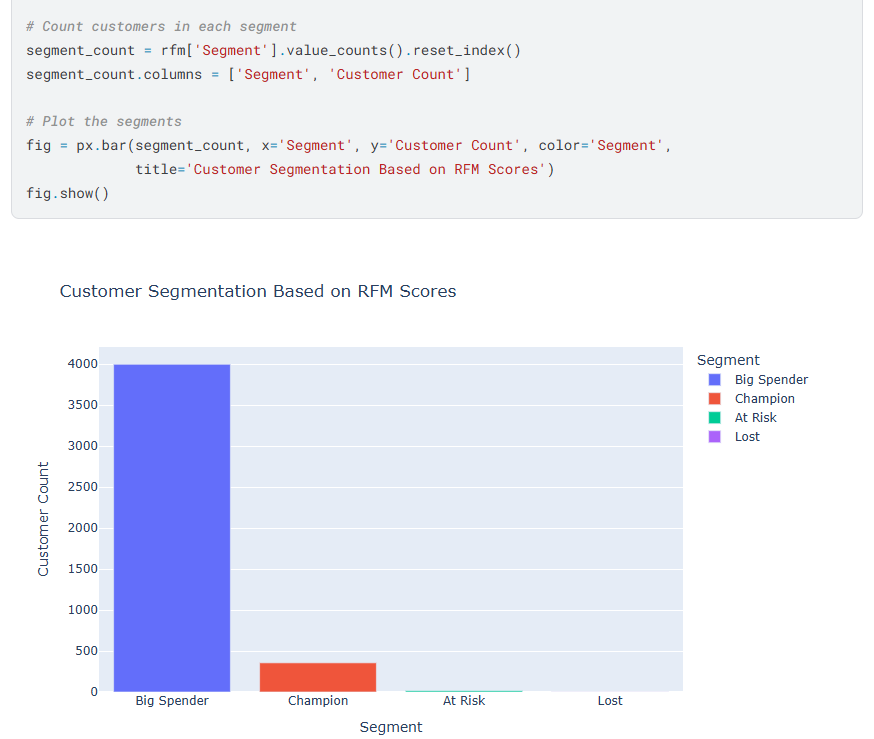 # Count customers in each segment
segment_count = rfm['Segment'].value_counts().reset_index()
segment_count.columns = ['Segment', 'Customer Count']
# Plot the segments
fig = px.bar(segment_count, x='Segment', y='Customer Count', color='Segment',
title='Customer Segmentation Based on RFM Scores')
fig.show()
Customer Segmentation Based on RFM Scores
4000
3500
3000
2500
2000
1500
1000
500
0
Customer Count
Big Spender
Champion
At Risk
Lost
Segment
Segment
Big Spender
Champion
At Risk
Lost